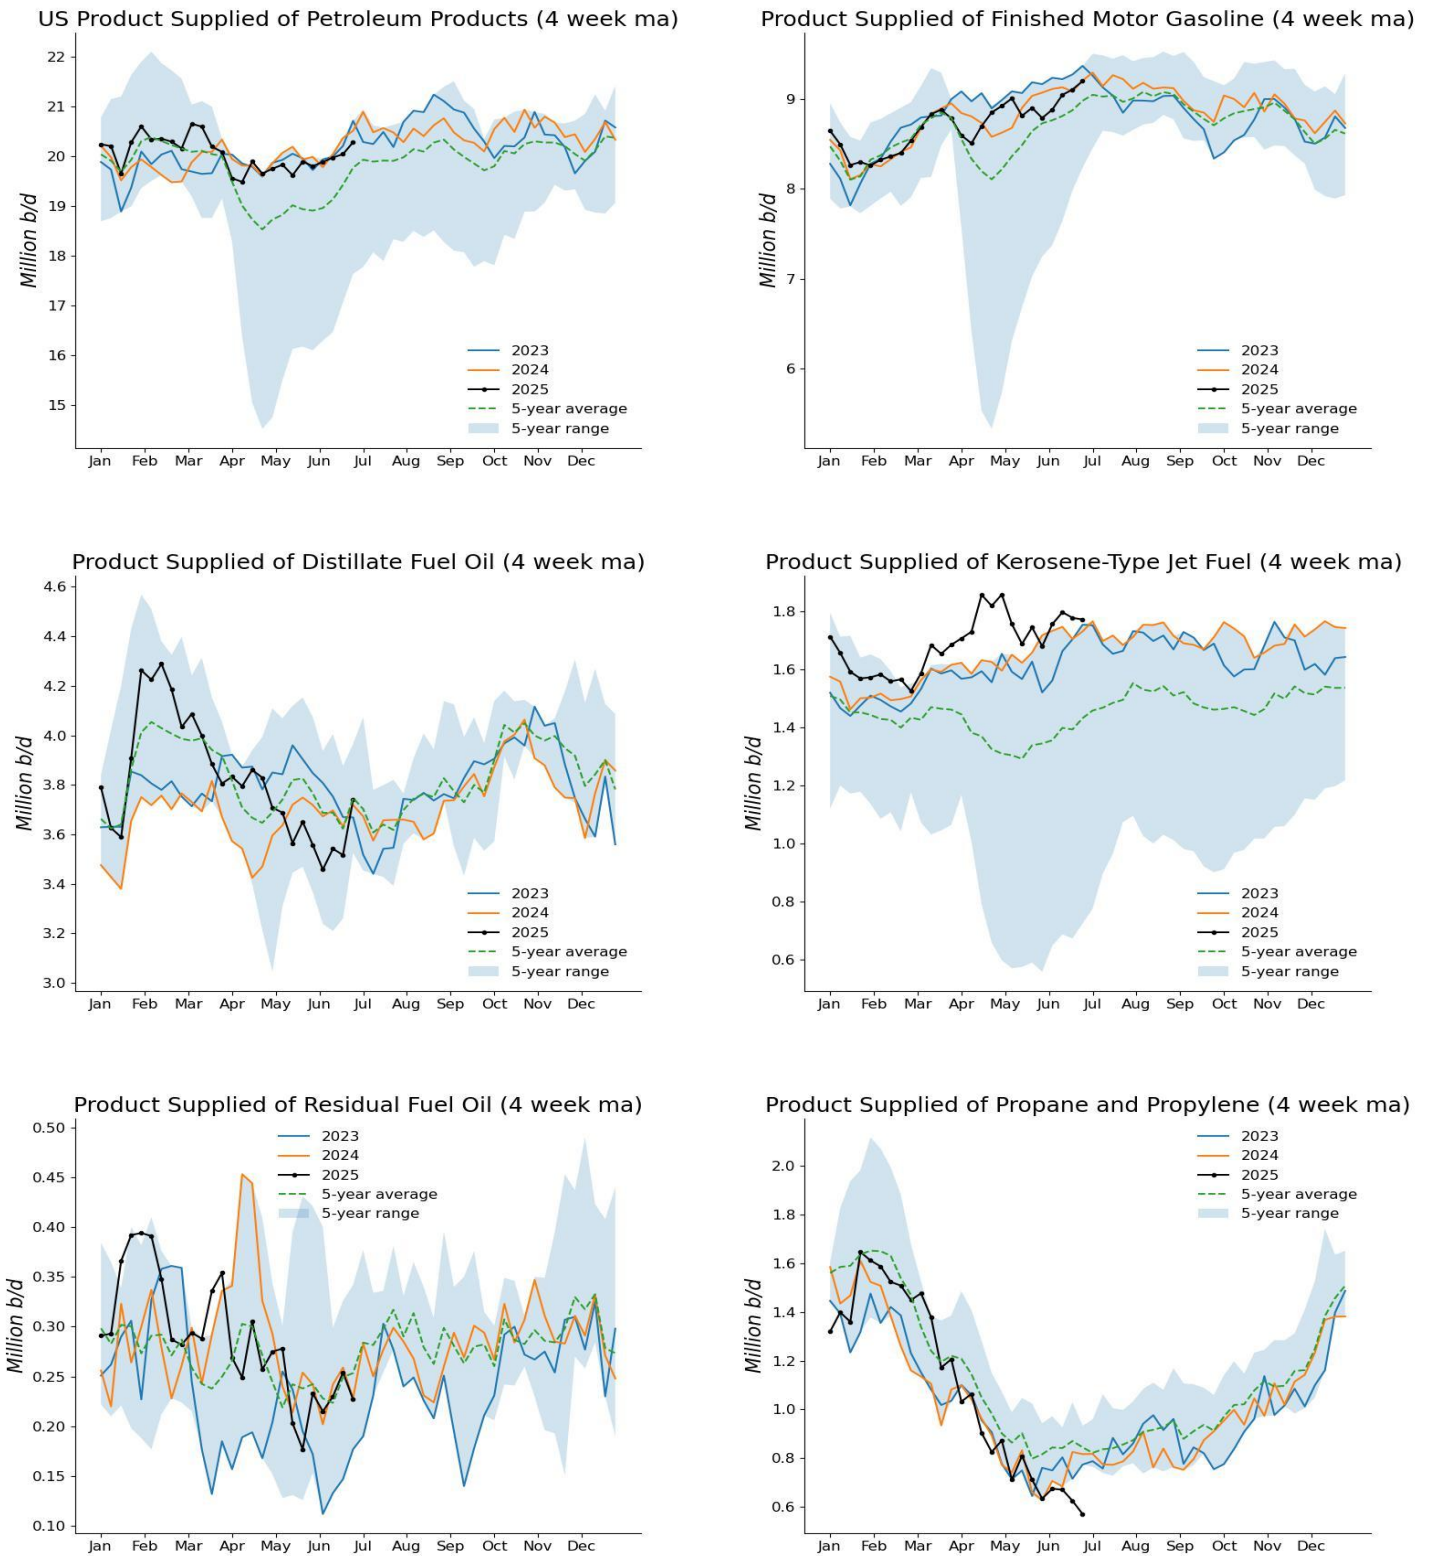 US Product Supplied of Petroleum Products (4 week ma)
Million b/d
22
21
20
19
18
17
16
15
Jan Feb Mar Apr May Jun Jul Aug Sep Oct Nov Dec
2023
2024
2025
5-year average
5-year range
Product Supplied of Finished Motor Gasoline (4 week ma)
Million b/d
9
8
7
6
Jan Feb Mar Apr May Jun Jul Aug Sep Oct Nov Dec
2023
2024
2025
5-year average
5-year range
Product Supplied of Distillate Fuel Oil (4 week ma)
Million b/d
4.6
4.4
4.2
4.0
3.8
3.6
3.4
3.2
3.0
Jan Feb Mar Apr May Jun Jul Aug Sep Oct Nov Dec
2023
2024
2025
5-year average
5-year range
Product Supplied of Kerosene-Type Jet Fuel (4 week ma)
Million b/d
1.8
1.6
1.4
1.2
1.0
0.8
0.6
Jan Feb Mar Apr May Jun Jul Aug Sep Oct Nov Dec
2023
2024
2025
5-year average
5-year range
Product Supplied of Residual Fuel Oil (4 week ma)
Million b/d
0.50
0.45
0.40
0.35
0.30
0.25
0.20
0.15
0.10
Jan Feb Mar Apr May Jun Jul Aug Sep Oct Nov Dec
2023
2024
2025
5-year average
5-year range
Product Supplied of Propane and Propylene (4 week ma)
Million b/d
2.0
1.8
1.6
1.4
1.2
1.0
0.8
0.6
Jan Feb Mar Apr May Jun Jul Aug Sep Oct Nov Dec
2023
2024
2025
5-year average
5-year range